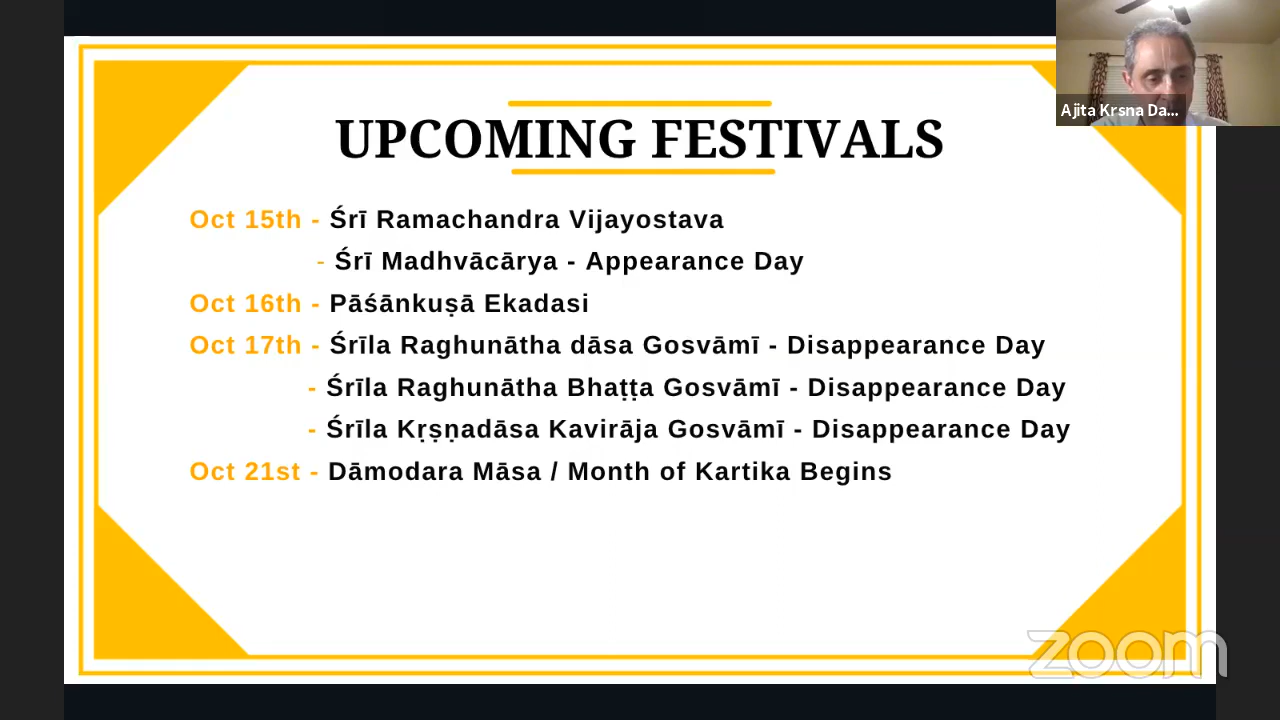 UPCOMING FESTIVALS
Ajita Krsna Da...
Oct 15th - Śrī Ramachandra Vijayostava
- Śrī Madhvācārya - Appearance Day
Oct 16th - Pāśānkuṣā Ekadasi
Oct 17th - Śrīla Raghunātha dāsa Gosvāmī - Disappearance Day
- Śrīla Raghunātha Bhaṭṭa Gosvāmī - Disappearance Day
- Śrīla Kṛṣṇadāsa Kavirāja Gosvāmī - Disappearance Day
Oct 21st - Dāmodara Māsa / Month of Kartika Begins
zoom